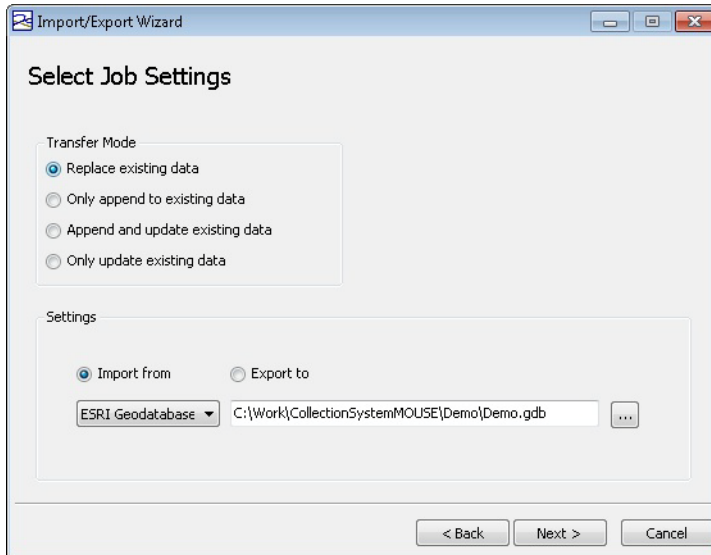 Import/Export Wizard
Select Job Settings
Transfer Mode
Replace existing data
Only append to existing data
Append and update existing data
Only update existing data
Settings
Import from Export to
ESRI Geodatabase C:\Work\CollectionSystemMOUSE\Demo\Demo.gdb ...
< Back Next > Cancel